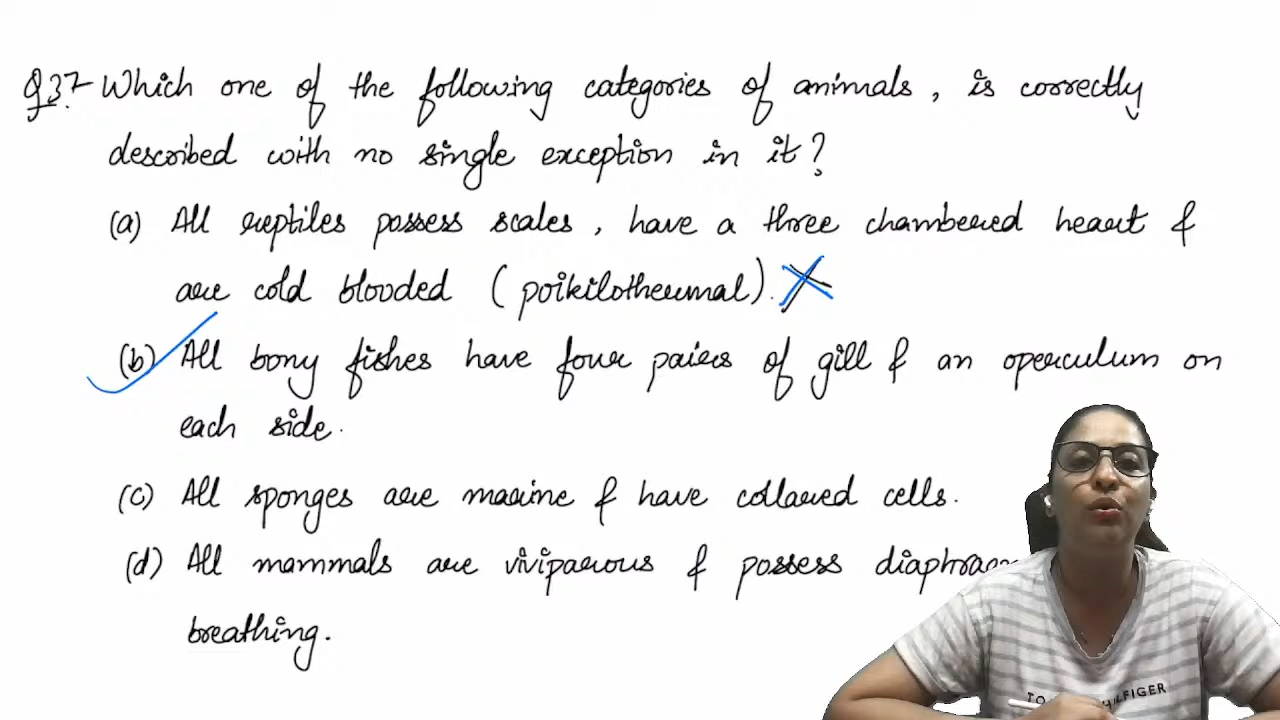 Q37- Which one of the following categories of animals, is correctly
described with no single exception in it?
(a) All reptiles possess scales, have a three chambered heart &
are cold blooded (poikilothermal).
(b) All bony fishes have four pairs of gill & an operculum on
each side.
(c) All sponges are marine & have collared cells.
(d) All mammals are viviparous & possess
breathing.
HILFIGER